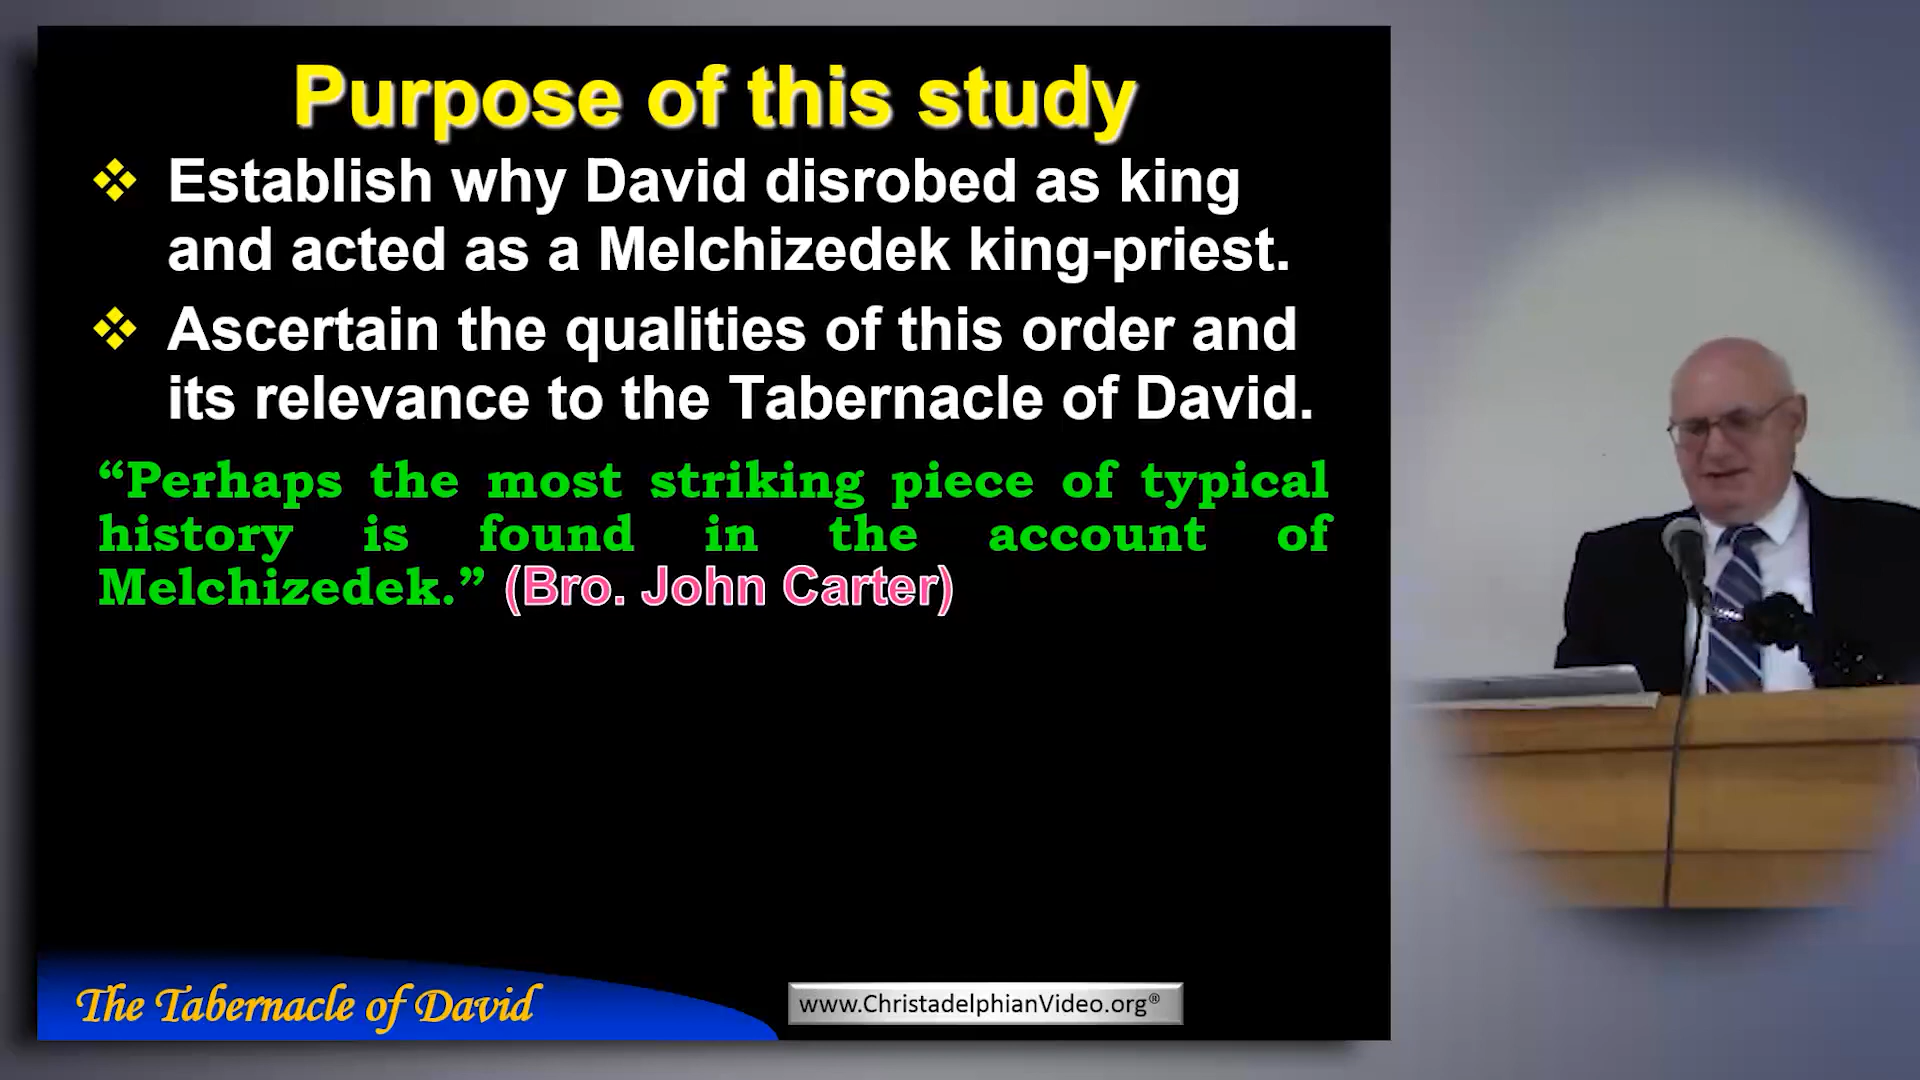 Purpose of this study
Establish why David disrobed as king
and acted as a Melchizedek king-priest.
Ascertain the qualities of this order and
its relevance to the Tabernacle of David.
“Perhaps the most striking piece of typical
history is found in the account of
Melchizedek.” (Bro. John Carter)
The Tabernacle of David
www.ChristadelphianVideo.org®